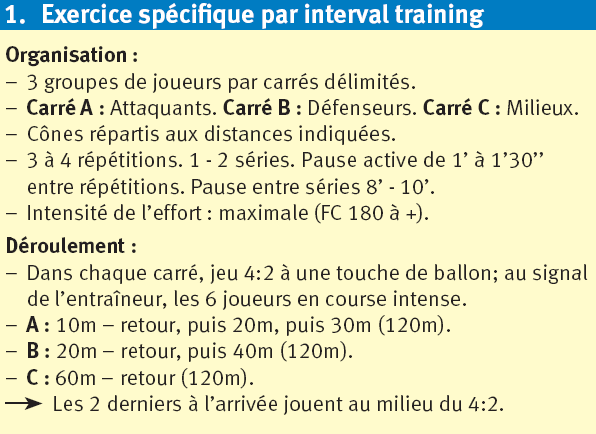 1. Exercice spécifique par interval training
Organisation :
– 3 groupes de joueurs par carrés délimités.
– Carré A : Attaquants. Carré B : Défenseurs. Carré C : Milieux.
– Cônes répartis aux distances indiquées.
– 3 à 4 répétitions. 1 - 2 séries. Pause active de 1’ à 1’30’’
entre répétitions. Pause entre séries 8’ - 10’.
– Intensité de l’effort : maximale (FC 180 à +).
Déroulement :
– Dans chaque carré, jeu 4:2 à une touche de ballon; au signal
de l’entraîneur, les 6 joueurs en course intense.
– A : 10m – retour, puis 20m, puis 30m (120m).
– B : 20m – retour, puis 40m (120m).
– C : 60m – retour (120m).
→ Les 2 derniers à l’arrivée jouent au milieu du 4:2.